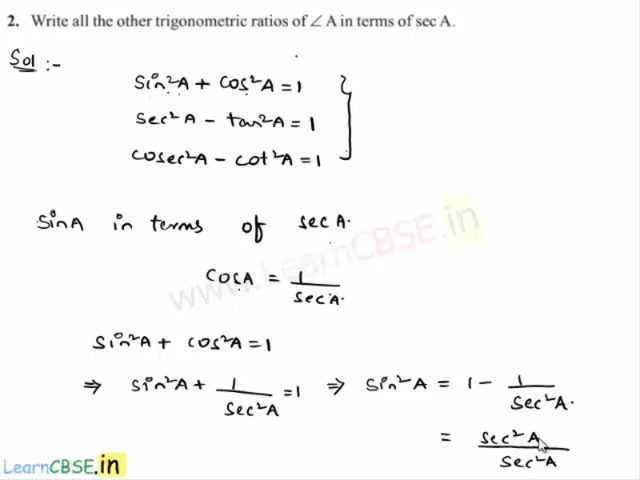 2. Write all the other trigonometric ratios of ∠ A in terms of sec A.
Sol :-
Sin²A + Cos²A = 1
Sec²A - tan²A = 1
Cosec²A - Cot²A = 1
SinA in terms of Sec A.
www.LearnCBSE.in
CosA = 1/SecA.
Sin²A + Cos²A = 1
⇒ Sin²A + 1/Sec²A = 1 ⇒ Sin²A = 1 - 1/Sec²A.
= Sec²A/Sec²A
LearnCBSE.in